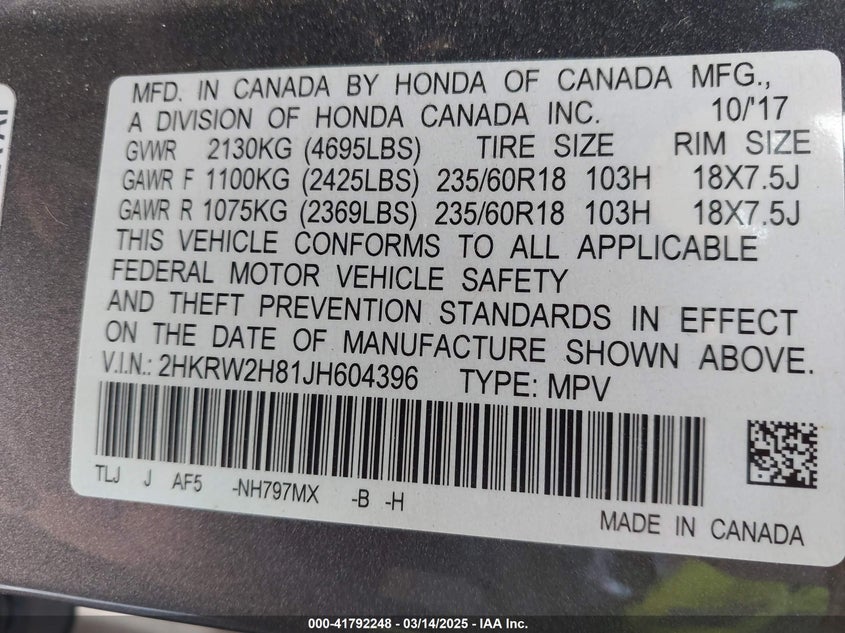 MFD. IN CANADA BY HONDA OF CANADA MFG.,
A DIVISION OF HONDA CANADA INC. 10/'17
GVWR 2130KG (4695LBS) TIRE SIZE RIM SIZE
GAWR F 1100KG (2425LBS) 235/60R18 103H 18X7.5J
GAWR R 1075KG (2369LBS) 235/60R18 103H 18X7.5J
THIS VEHICLE CONFORMS TO ALL APPLICABLE
FEDERAL MOTOR VEHICLE SAFETY
AND THEFT PREVENTION STANDARDS IN EFFECT
ON THE DATE OF MANUFACTURE SHOWN ABOVE.
V.I.N.: 2HKRW2H81JH604396 TYPE: MPV
TLJ J AF5 -NH797MX -B -H
MADE IN CANADA
000-41792248 - 03/14/2025 - IAA Inc.